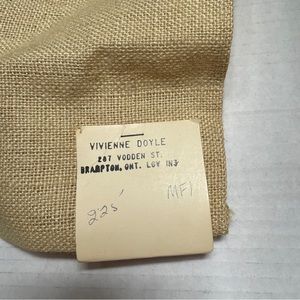 VIVIENNE DOYLE
287 VODDEN ST.
BRAMPTON, ONT. L6V 1N3
225'
MF1